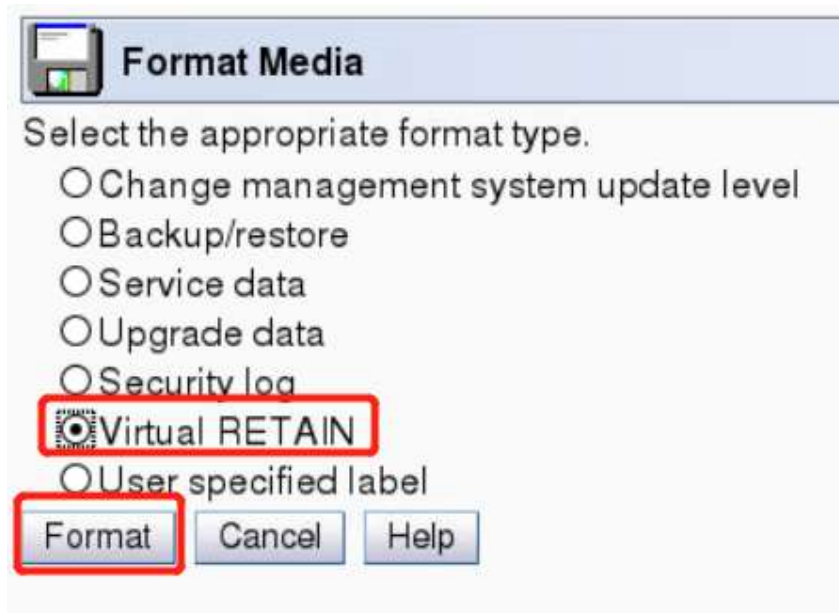 Format Media
Select the appropriate format type.
Change management system update level
Backup/restore
Service data
Upgrade data
Security log
Virtual RETAIN
User specified label
Format Cancel Help